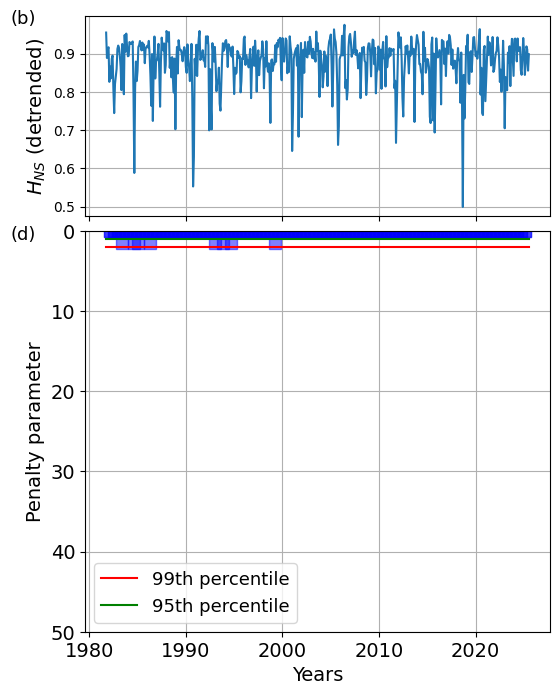 (b)
H_NS (detrended)
0.9
0.8
0.7
0.6
0.5
(d)
Penalty parameter
0
10
20
30
40
50
99th percentile
95th percentile
1980 1990 2000 2010 2020
Years